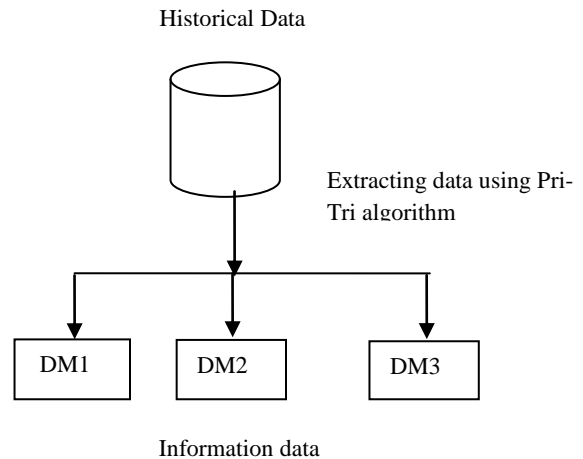 Historical Data
Extracting data using Pri-
Tri algorithm
DM1
DM2
DM3
Information data